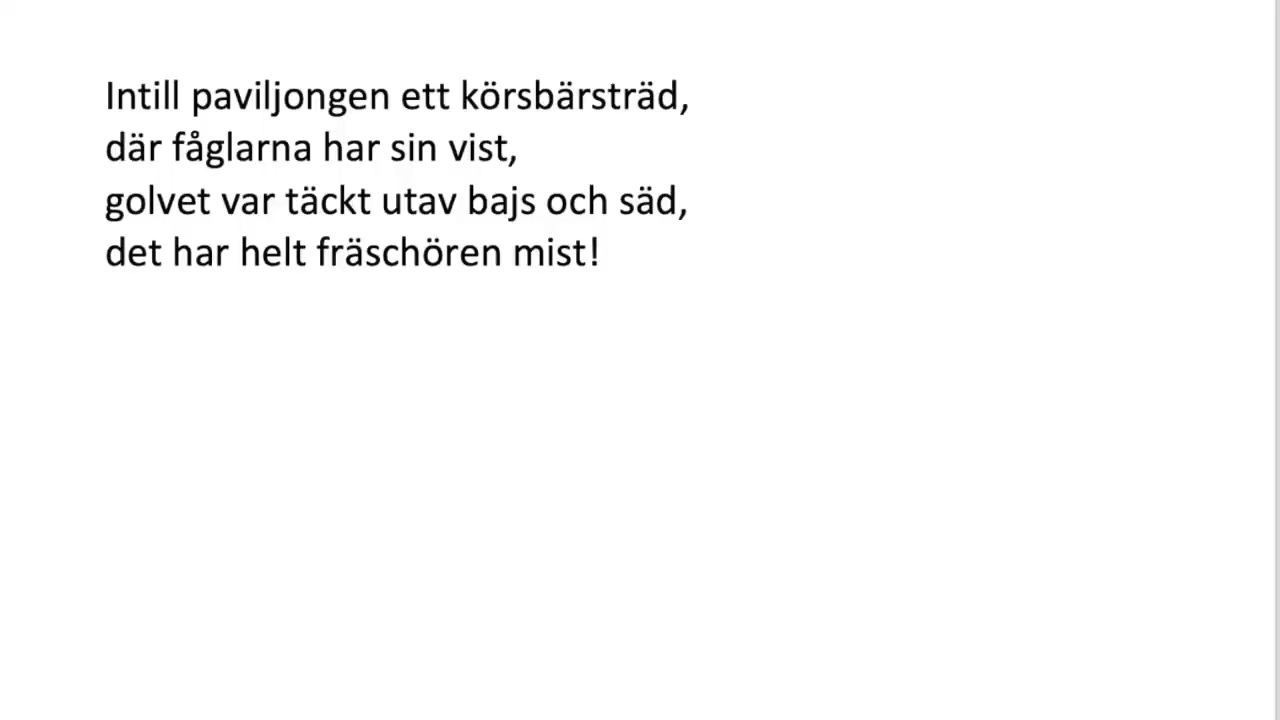 Intill paviljongen ett körsbärsträd,
där fåglarna har sin vist,
golvet var täckt utav bajs och säd,
det har helt fräschören mist!